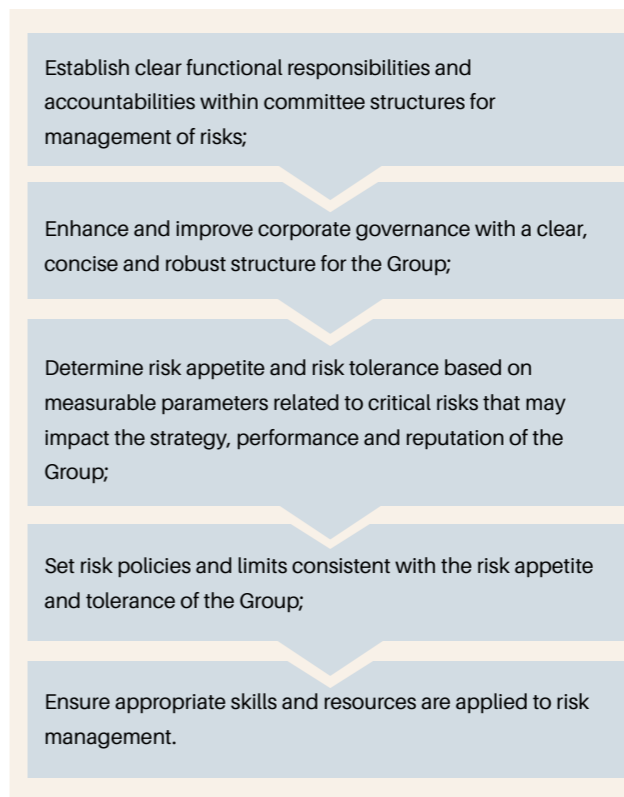 Establish clear functional responsibilities and
accountabilities within committee structures for
management of risks;
Enhance and improve corporate governance with a clear,
concise and robust structure for the Group;
Determine risk appetite and risk tolerance based on
measurable parameters related to critical risks that may
impact the strategy, performance and reputation of the
Group;
Set risk policies and limits consistent with the risk appetite
and tolerance of the Group;
Ensure appropriate skills and resources are applied to risk
management.